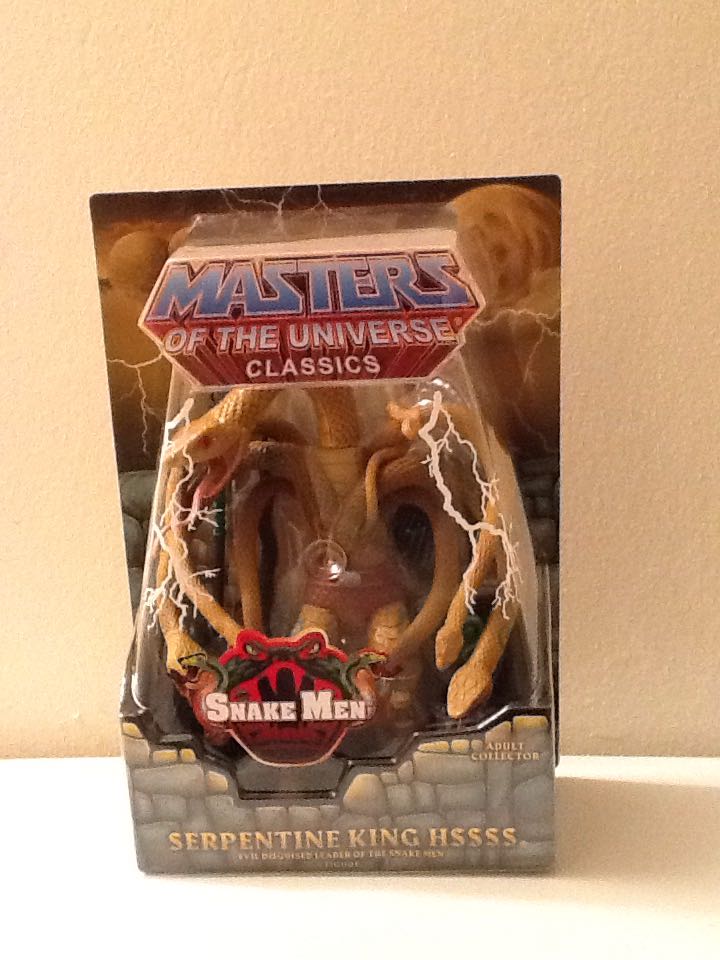 MASTERS
OF THE UNIVERSE
CLASSICS
SNAKE MEN
ADULT
COLLECTOR
SERPENTINE KING HSSSS
EVIL DISGUISED LEADER OF THE SNAKE MEN
FIGURE